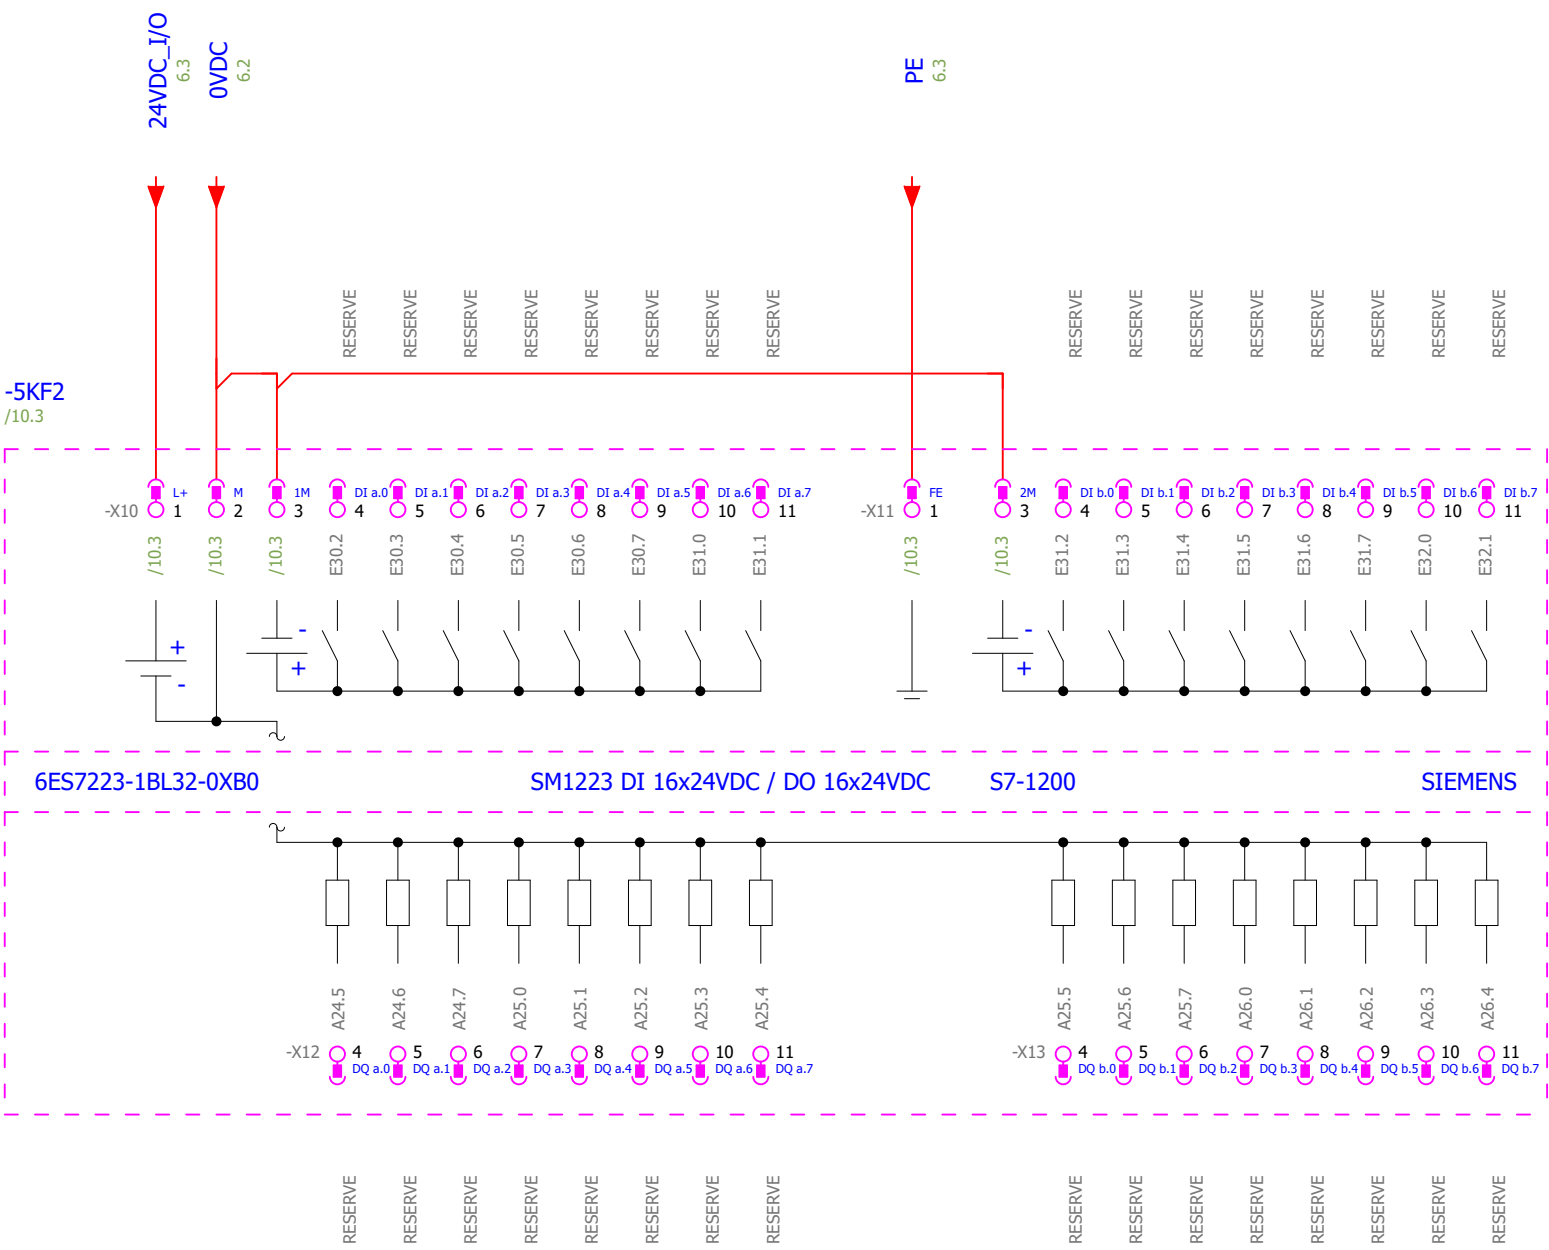 24VDC_I/O
6.3
0VDC
6.2
PE
6.3
RESERVE RESERVE RESERVE RESERVE RESERVE RESERVE RESERVE RESERVE RESERVE RESERVE RESERVE RESERVE RESERVE RESERVE RESERVE RESERVE
-5KF2
/10.3
L+ M 1M DI a.0 DI a.1 DI a.2 DI a.3 DI a.4 DI a.5 DI a.6 DI a.7 FE 2M DI b.0 DI b.1 DI b.2 DI b.3 DI b.4 DI b.5 DI b.6 DI b.7
-X10 1 2 3 4 5 6 7 8 9 10 11 -X11 1 3 4 5 6 7 8 9 10 11
/10.3 /10.3 /10.3 E30.2 E30.3 E30.4 E30.5 E30.6 E30.7 E31.0 E31.1 /10.3 /10.3 E31.2 E31.3 E31.4 E31.5 E31.6 E31.7 E32.0 E32.1
+ - - + - +
6ES7223-1BL32-0XB0 SM1223 DI 16x24VDC / DO 16x24VDC S7-1200 SIEMENS
A24.5 A24.6 A24.7 A25.0 A25.1 A25.2 A25.3 A25.4 A25.5 A25.6 A25.7 A26.0 A26.1 A26.2 A26.3 A26.4
-X12 4 5 6 7 8 9 10 11 -X13 4 5 6 7 8 9 10 11
DQ a.0 DQ a.1 DQ a.2 DQ a.3 DQ a.4 DQ a.5 DQ a.6 DQ a.7 DQ b.0 DQ b.1 DQ b.2 DQ b.3 DQ b.4 DQ b.5 DQ b.6 DQ b.7
RESERVE RESERVE RESERVE RESERVE RESERVE RESERVE RESERVE RESERVE RESERVE RESERVE RESERVE RESERVE RESERVE RESERVE RESERVE RESERVE